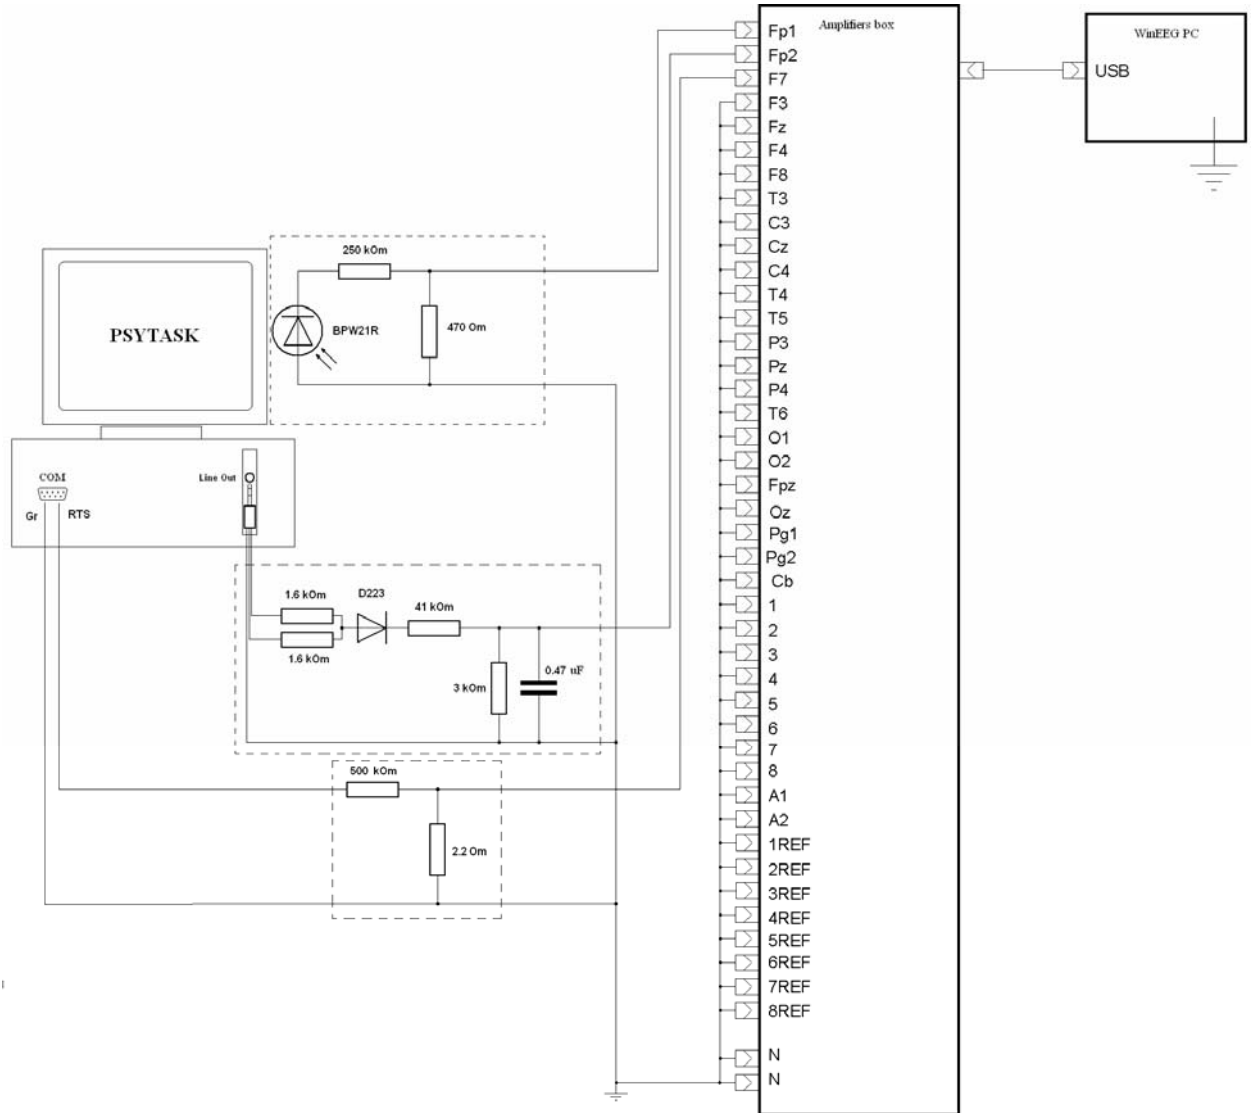 Amplifiers box
WinEEG PC
USB
Fp1
Fp2
F7
F3
Fz
F4
F8
T3
C3
Cz
C4
T4
T5
P3
Pz
P4
T6
O1
O2
Fpz
Oz
Pg1
Pg2
Cb
1
2
3
4
5
6
7
8
A1
A2
1REF
2REF
3REF
4REF
5REF
6REF
7REF
8REF
N
N
250 kOm
BPW21R
470 Om
PSYTASK
COM
Gr
RTS
Line Out
1.6 kOm
D223
41 kOm
1.6 kOm
3 kOm
0.47 uF
500 kOm
2.2 Om